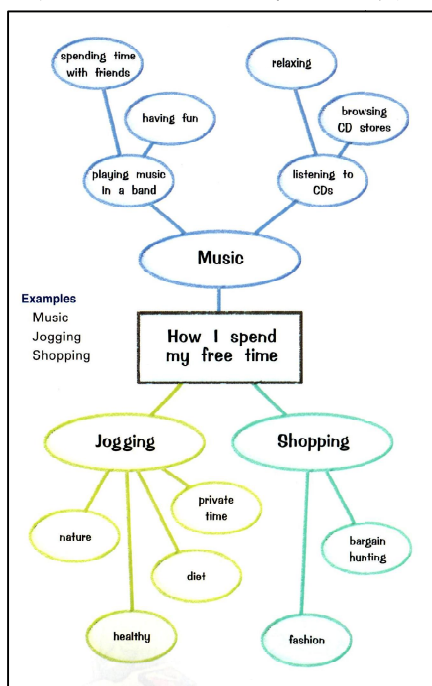 spending time
with friends
relaxing
having fun
browsing
CD stores
playing music
in a band
listening to
CDs
Music
Examples
Music
Jogging
Shopping
How I spend
my free time
Jogging
Shopping
private
time
nature
bargain
hunting
diet
healthy
fashion